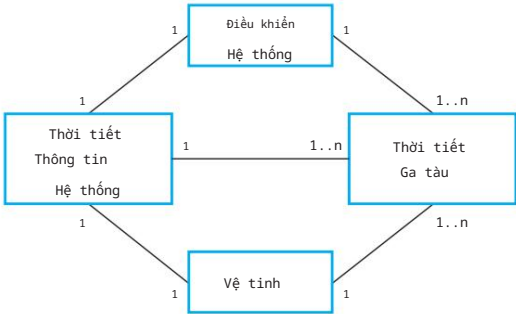 Điều khiển
Hệ thống
1
1
1
1..n
Thời tiết
Thông tin
Hệ thống
1
1..n
Thời tiết
Ga tàu
1
1..n
Vệ tinh
1
1